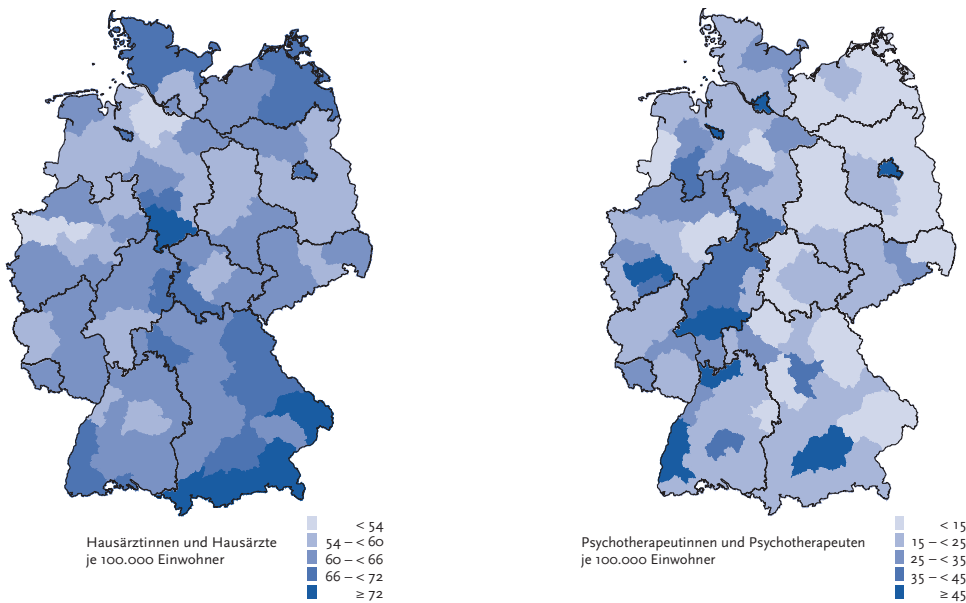 Hausärztinnen und Hausärzte
je 100.000 Einwohner
< 54
54 – < 60
60 – < 66
66 – < 72
≥ 72
Psychotherapeutinnen und Psychotherapeuten
je 100.000 Einwohner
< 15
15 – < 25
25 – < 35
35 – < 45
≥ 45